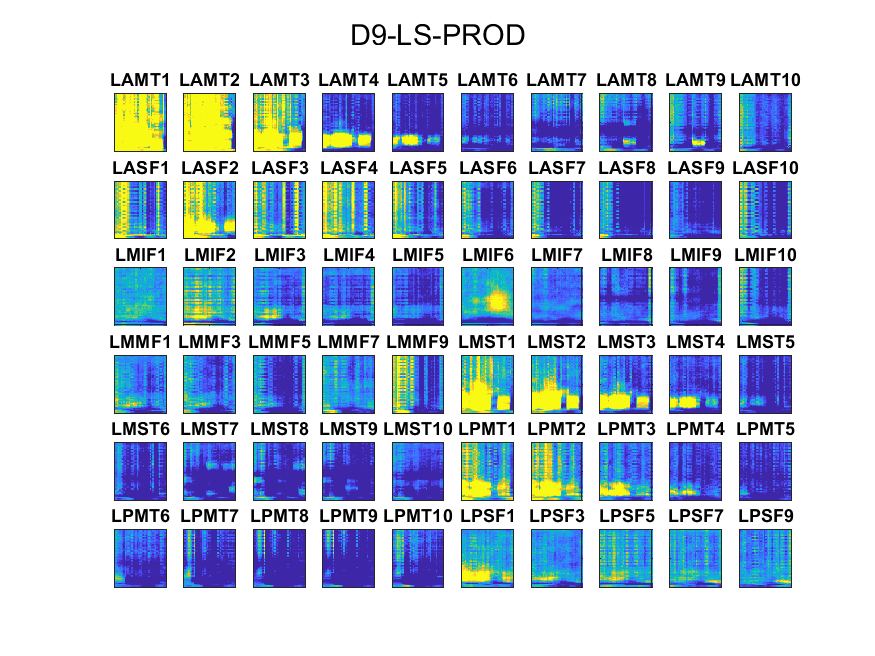 D9-LS-PROD
LAMT1 LAMT2 LAMT3 LAMT4 LAMT5 LAMT6 LAMT7 LAMT8 LAMT9 LAMT10
LASF1 LASF2 LASF3 LASF4 LASF5 LASF6 LASF7 LASF8 LASF9 LASF10
LMIF1 LMIF2 LMIF3 LMIF4 LMIF5 LMIF6 LMIF7 LMIF8 LMIF9 LMIF10
LMMF1 LMMF3 LMMF5 LMMF7 LMMF9 LMST1 LMST2 LMST3 LMST4 LMST5
LMST6 LMST7 LMST8 LMST9 LMST10 LPMT1 LPMT2 LPMT3 LPMT4 LPMT5
LPMT6 LPMT7 LPMT8 LPMT9 LPMT10 LPSF1 LPSF3 LPSF5 LPSF7 LPSF9